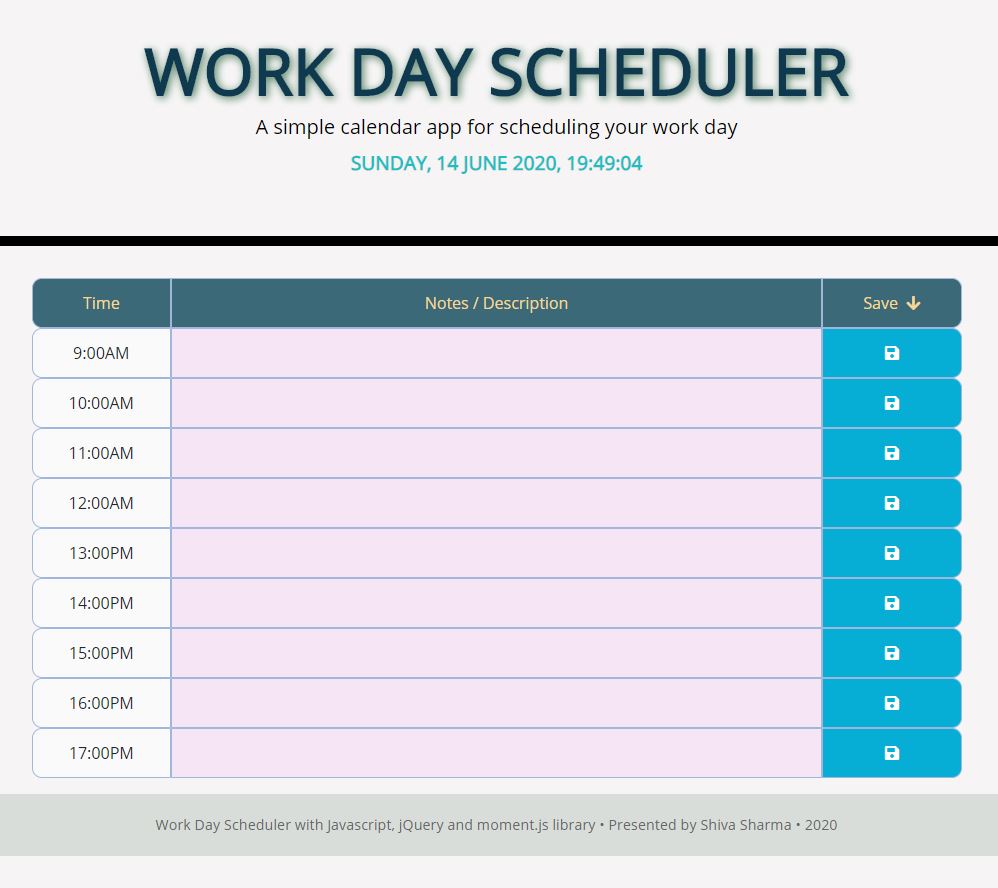 WORK DAY SCHEDULER
A simple calendar app for scheduling your work day
SUNDAY, 14 JUNE 2020, 19:49:04
Time Notes / Description Save
9:00AM
10:00AM
11:00AM
12:00AM
13:00PM
14:00PM
15:00PM
16:00PM
17:00PM
Work Day Scheduler with Javascript, jQuery and moment.js library • Presented by Shiva Sharma • 2020